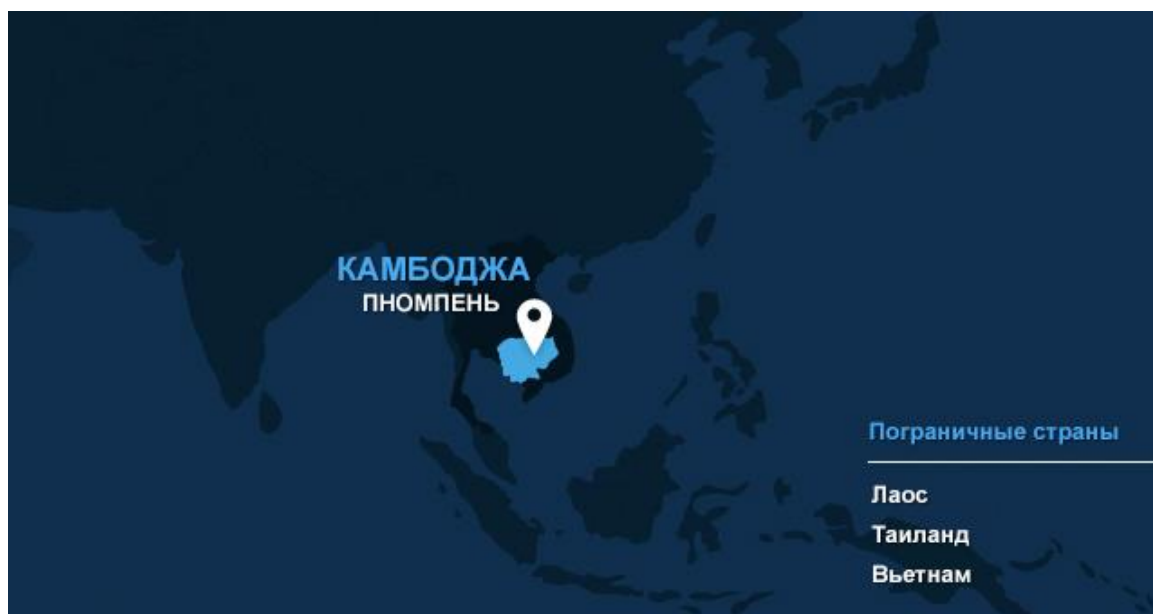 КАМБОДЖА
ПНОМПЕНЬ
Пограничные страны
Лаос
Таиланд
Вьетнам